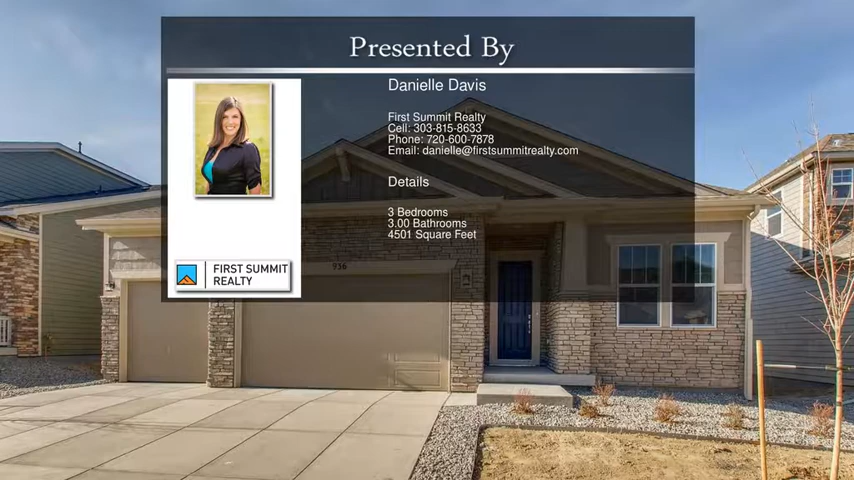 Presented By
Danielle Davis
First Summit Realty
Cell: 303-815-8633
Phone: 720-600-7878
Email: danielle@firstsummitrealty.com
Details
3 Bedrooms
3.00 Bathrooms
4501 Square Feet
FIRST SUMMIT
REALTY
936